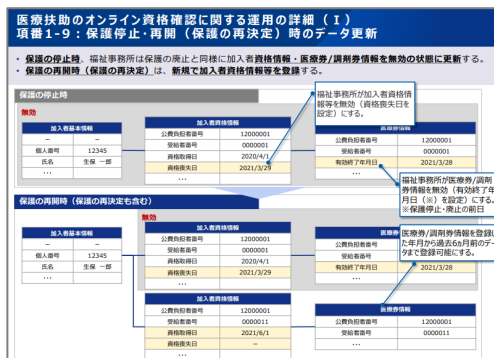 医療扶助のオンライン資格確認に関する運用の詳細（Ⅰ）
項番1-9：保護停止・再開（保護の再決定）時のデータ更新
・ 保護の停止時、福祉事務所は保護の廃止と同様に加入者資格情報・医療券/調剤券情報を無効の状態に更新する。
・ 保護の再開時（保護の再決定）は、新規で加入者資格情報等を登録する。
保護の停止時
無効
加入者基本情報
－ －
個人番号 12345
氏名 生保 一郎
…
加入者資格情報
公費負担者番号 12000001
受給者番号 0000001
資格取得日 2020/4/1
資格喪失日 2021/3/29
…
福祉事務所が加入者資格情
報等を無効（資格喪失日を
設定）にする。
医療券情報
公費負担者番号 12000001
受給者番号 0000001
有効終了年月日 2021/3/28
…
福祉事務所が医療券/調剤
券情報を無効（有効終了年
月日（※）を設定）にする。
※保護停止・廃止の前日
保護の再開時（保護の再決定も含む）
無効
加入者基本情報
－ －
個人番号 12345
氏名 生保 一郎
…
加入者資格情報
公費負担者番号 12000001
受給者番号 0000001
資格取得日 2020/4/1
資格喪失日 2021/3/29
…
医療券
公費負担者番号
受給者番号
有効終了年月日 2021/3/28
…
医療券/調剤券情報を登録し
た年月から過去6ヵ月前のデー
タまで登録可能にする。
加入者資格情報
公費負担者番号 12000001
受給者番号 0000011
資格取得日 2021/6/1
資格喪失日 －
…
医療券情報
公費負担者番号 12000001
受給者番号 0000011
…